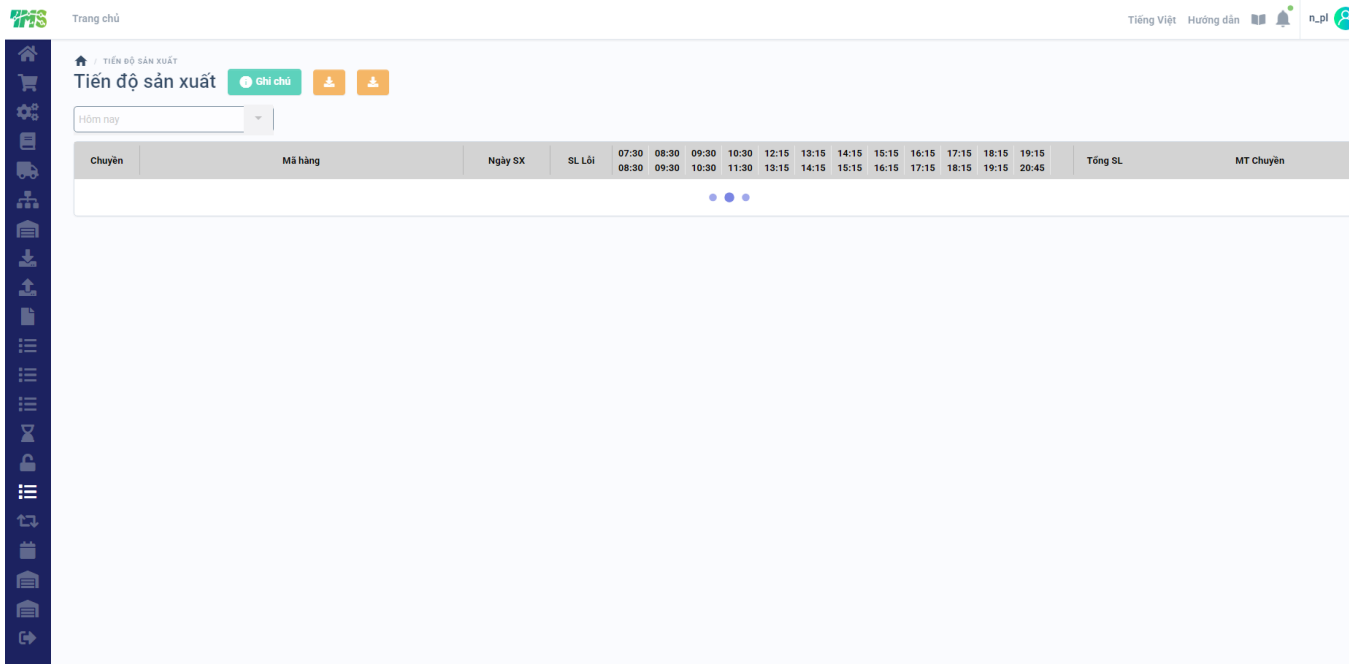 TMS Trang chủ Tiếng Việt Hướng dẫn n_pl
/ TIẾN ĐỘ SẢN XUẤT
Tiến độ sản xuất Ghi chú
Hôm nay
Chuyền Mã hàng Ngày SX SL Lỗi 07:30 08:30 09:30 10:30 12:15 13:15 14:15 15:15 16:15 17:15 18:15 19:15 Tổng SL MT Chuyền
08:30 09:30 10:30 11:30 13:15 14:15 15:15 16:15 17:15 18:15 19:15 20:45